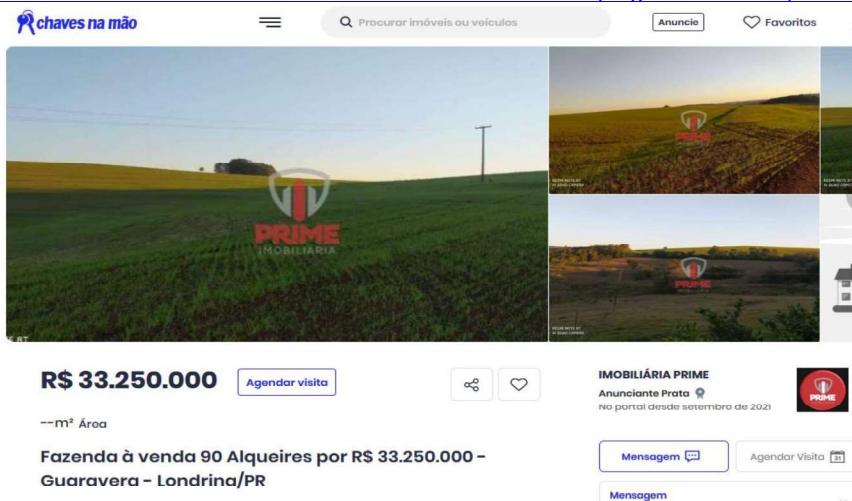 chaves na mão
Procurar imóveis ou veículos
Anuncie
Favoritos
PRIME
IMOBILIÁRIA
PRIME
PRIME
R$ 33.250.000
Agendar visita
--m² Área
Fazenda à venda 90 Alqueires por R$ 33.250.000 -
Guaravera - Londrina/PR
IMOBILIÁRIA PRIME
Anunciante Prata
No portal desde setembro de 2021
PRIME
Mensagem
Agendar Visita
31
Mensagem